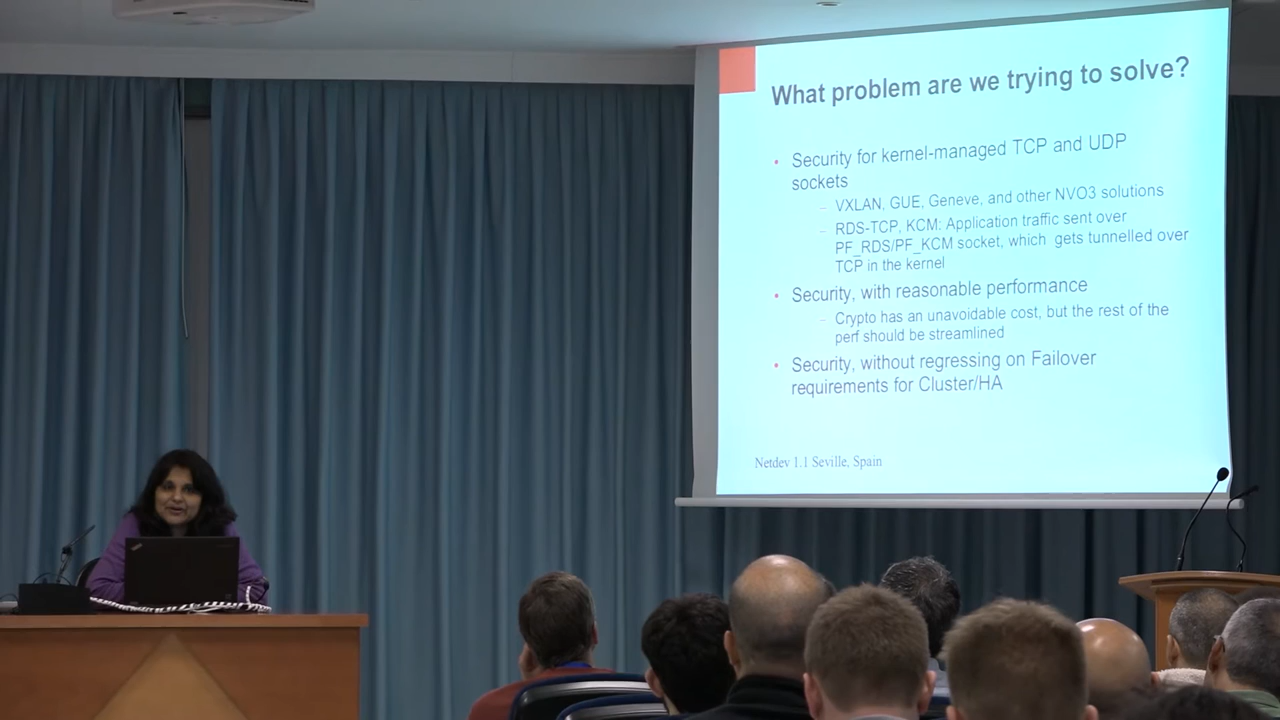 What problem are we trying to solve?
• Security for kernel-managed TCP and UDP
sockets
– VXLAN, GUE, Geneve, and other NVO3 solutions
– RDS-TCP, KCM: Application traffic sent over
PF_RDS/PF_KCM socket, which gets tunnelled over
TCP in the kernel
• Security, with reasonable performance
– Crypto has an unavoidable cost, but the rest of the
perf should be streamlined
• Security, without regressing on Failover
requirements for Cluster/HA
Netdev 1.1 Seville, Spain